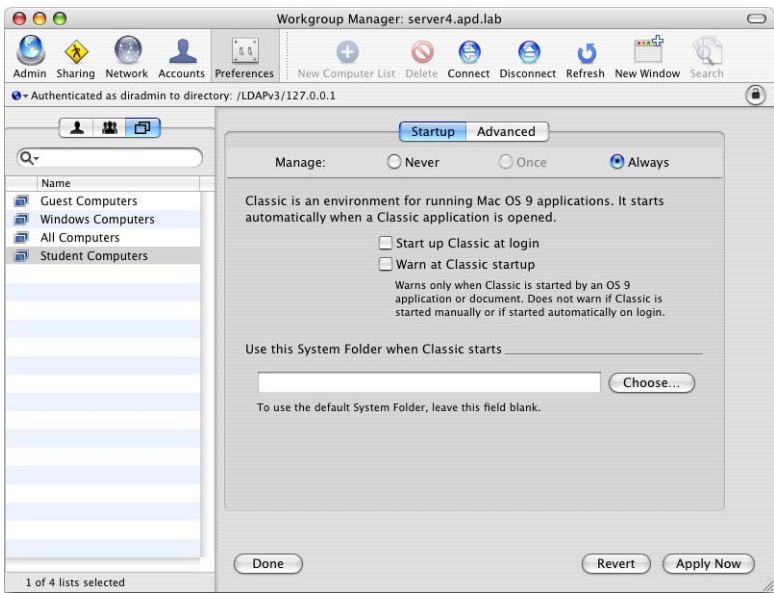 Workgroup Manager: server4.apd.lab
Admin Sharing Network Accounts Preferences New Computer List Delete Connect Disconnect Refresh New Window Search
Authenticated as diradmin to directory: /LDAPv3/127.0.0.1
Startup Advanced
Manage: Never Once Always
Name
Guest Computers
Windows Computers
All Computers
Student Computers
Classic is an environment for running Mac OS 9 applications. It starts
automatically when a Classic application is opened.
Start up Classic at login
Warn at Classic startup
Warns only when Classic is started by an OS 9
application or document. Does not warn if Classic is
started manually or if started automatically on login.
Use this System Folder when Classic starts
Choose...
To use the default System Folder, leave this field blank.
Done Revert Apply Now
1 of 4 lists selected